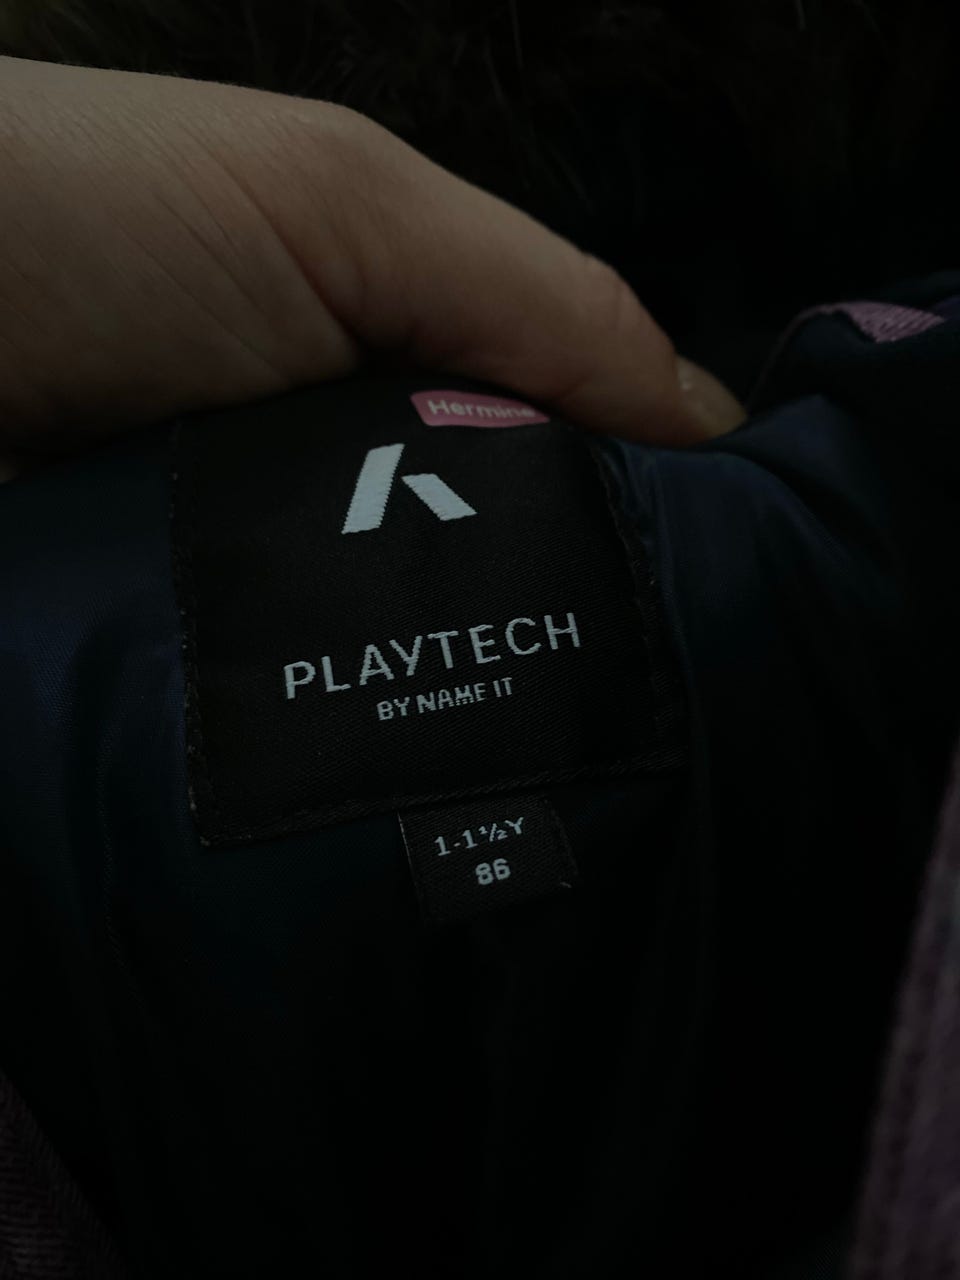 Hermine
PLAYTECH
BY NAME IT
1-1½Y
86